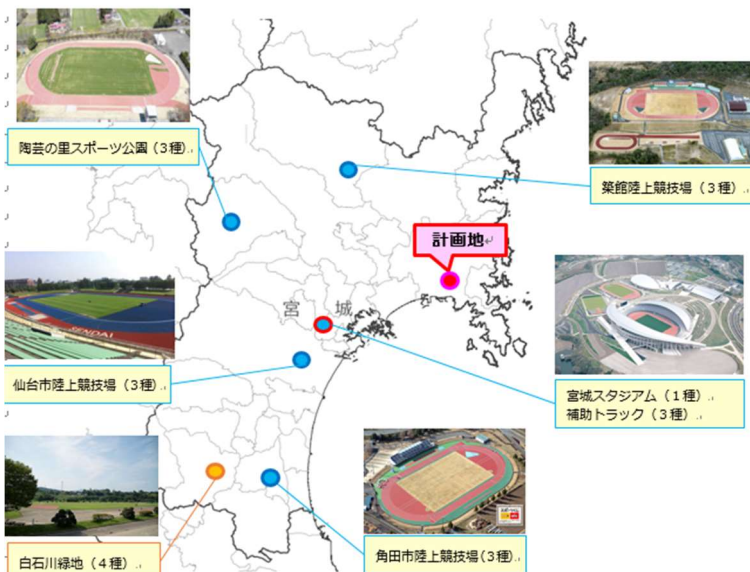 陶芸の里スポーツ公園（3種）
築館陸上競技場（３種）
計画地
宮 城
SENDAI
仙台市陸上競技場（３種）
宮城スタジアム（１種）
補助トラック（３種）
白石川緑地（４種）
角田市陸上競技場(３種)